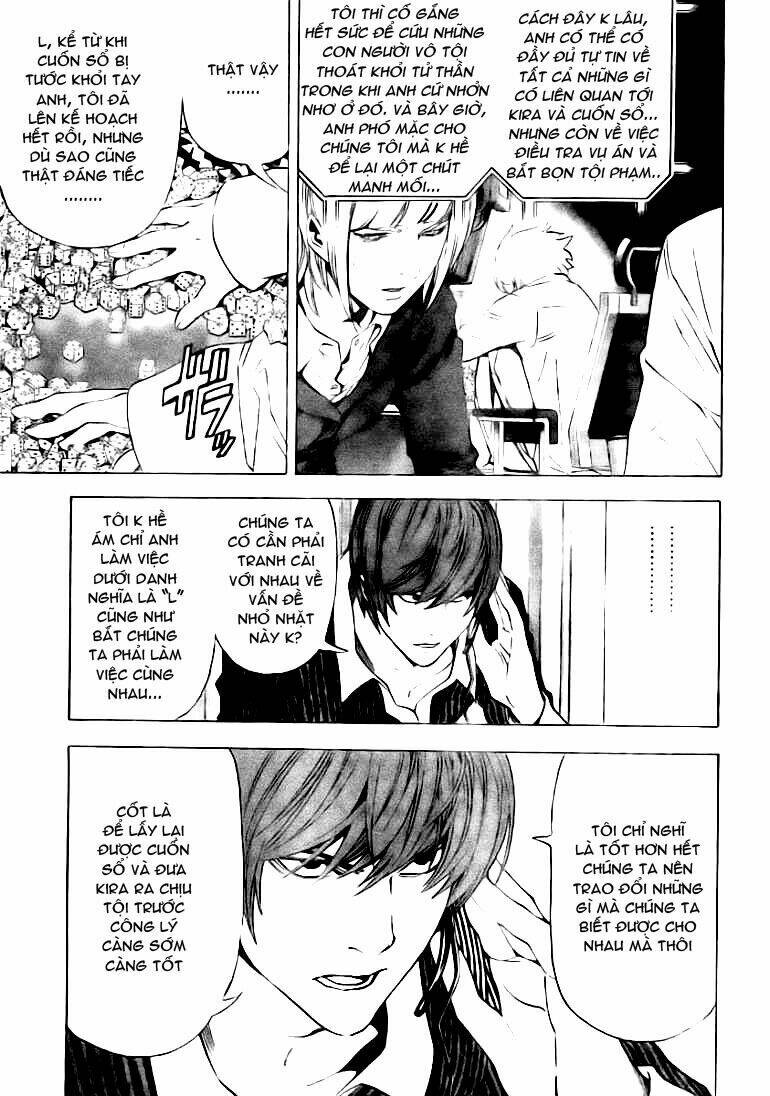 CÁCH ĐÂY K LÂU,
ANH CÓ THỂ CÓ
ĐẦY ĐỦ TỰ TIN VỀ
TẤT CẢ NHỮNG GÌ
CÓ LIÊN QUAN TỚI
KIRA VÀ CUỐN SỔ...
NHƯNG CÒN VỀ VIỆC
ĐIỀU TRA VỤ ÁN VÀ
BẮT BỌN TỘI PHẠM..
TÔI THÌ CỐ GẮNG
HẾT SỨC ĐỂ CỨU NHỮNG
CON NGƯỜI VÔ TỘI
THOÁT KHỎI TỬ THẦN
TRONG KHI ANH CỨ NHỞN
NHƠ Ở ĐÓ. VÀ BÂY GIỜ,
ANH PHÓ MẶC CHO
CHÚNG TÔI MÀ K HỀ
ĐỂ LẠI MỘT CHÚT
MANH MỐI...
THẬT VẬY
........
L, KỂ TỪ KHI
CUỐN SỔ BỊ
TƯỚC KHỎI TAY
ANH, TÔI ĐÃ
LÊN KẾ HOẠCH
HẾT RỒI, NHƯNG
DÙ SAO CŨNG
THẬT ĐÁNG TIẾC
........
ザラッ
.........
CHÚNG TA
CÓ CẦN PHẢI
TRANH CÃI
VỚI NHAU VỀ
VẤN ĐỀ
NHỎ NHẶT
NÀY K?
TÔI K HỀ
ÁM CHỈ ANH
LÀM VIỆC
DƯỚI DANH
NGHĨA LÀ "L"
CŨNG NHƯ
BẮT CHÚNG
TA PHẢI LÀM
VIỆC CÙNG
NHAU...
TÔI CHỈ NGHĨ
LÀ TỐT HƠN HẾT
CHÚNG TA NÊN
TRAO ĐỔI NHỮNG
GÌ MÀ CHÚNG TA
BIẾT ĐƯỢC CHO
NHAU MÀ THÔI
CỐT LÀ
ĐỂ LẤY LẠI
ĐƯỢC CUỐN
SỔ VÀ ĐƯA
KIRA RA CHỊU
TỘI TRƯỚC
CÔNG LÝ
CÀNG SỚM
CÀNG TỐT